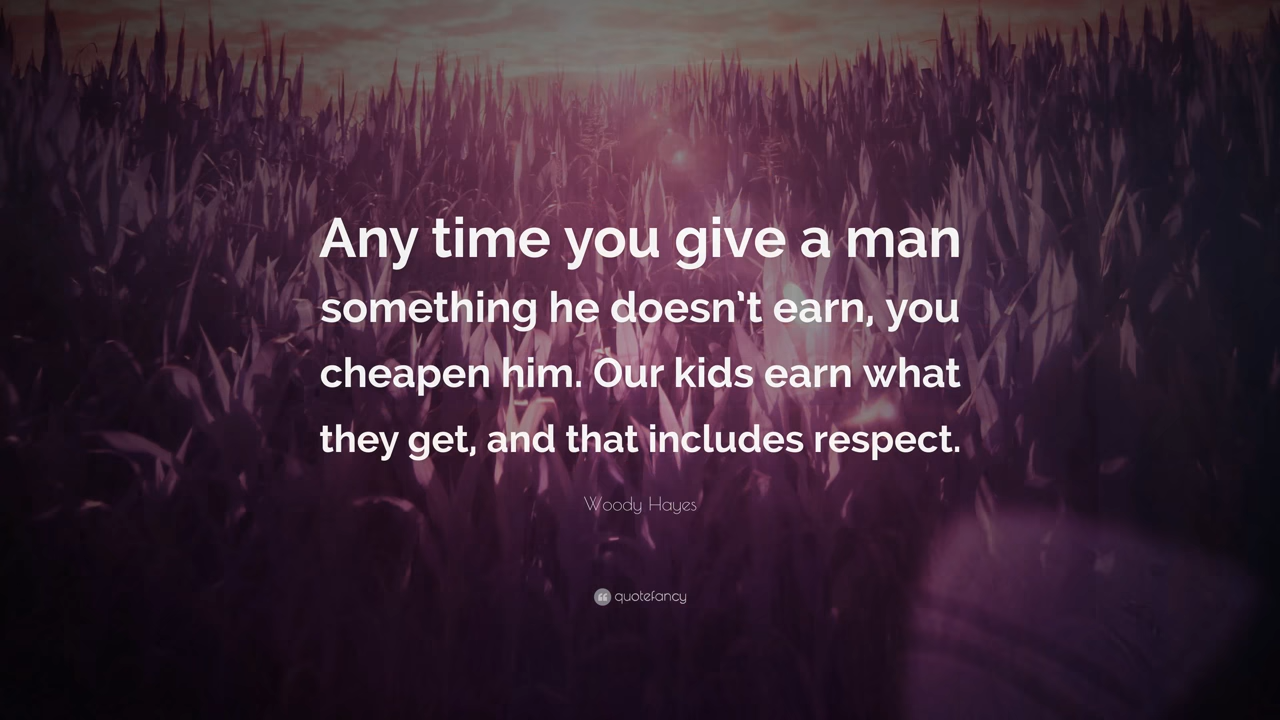 Any time you give a man
something he doesn’t earn, you
cheapen him. Our kids earn what
they get, and that includes respect.
Woody Hayes
quotefancy